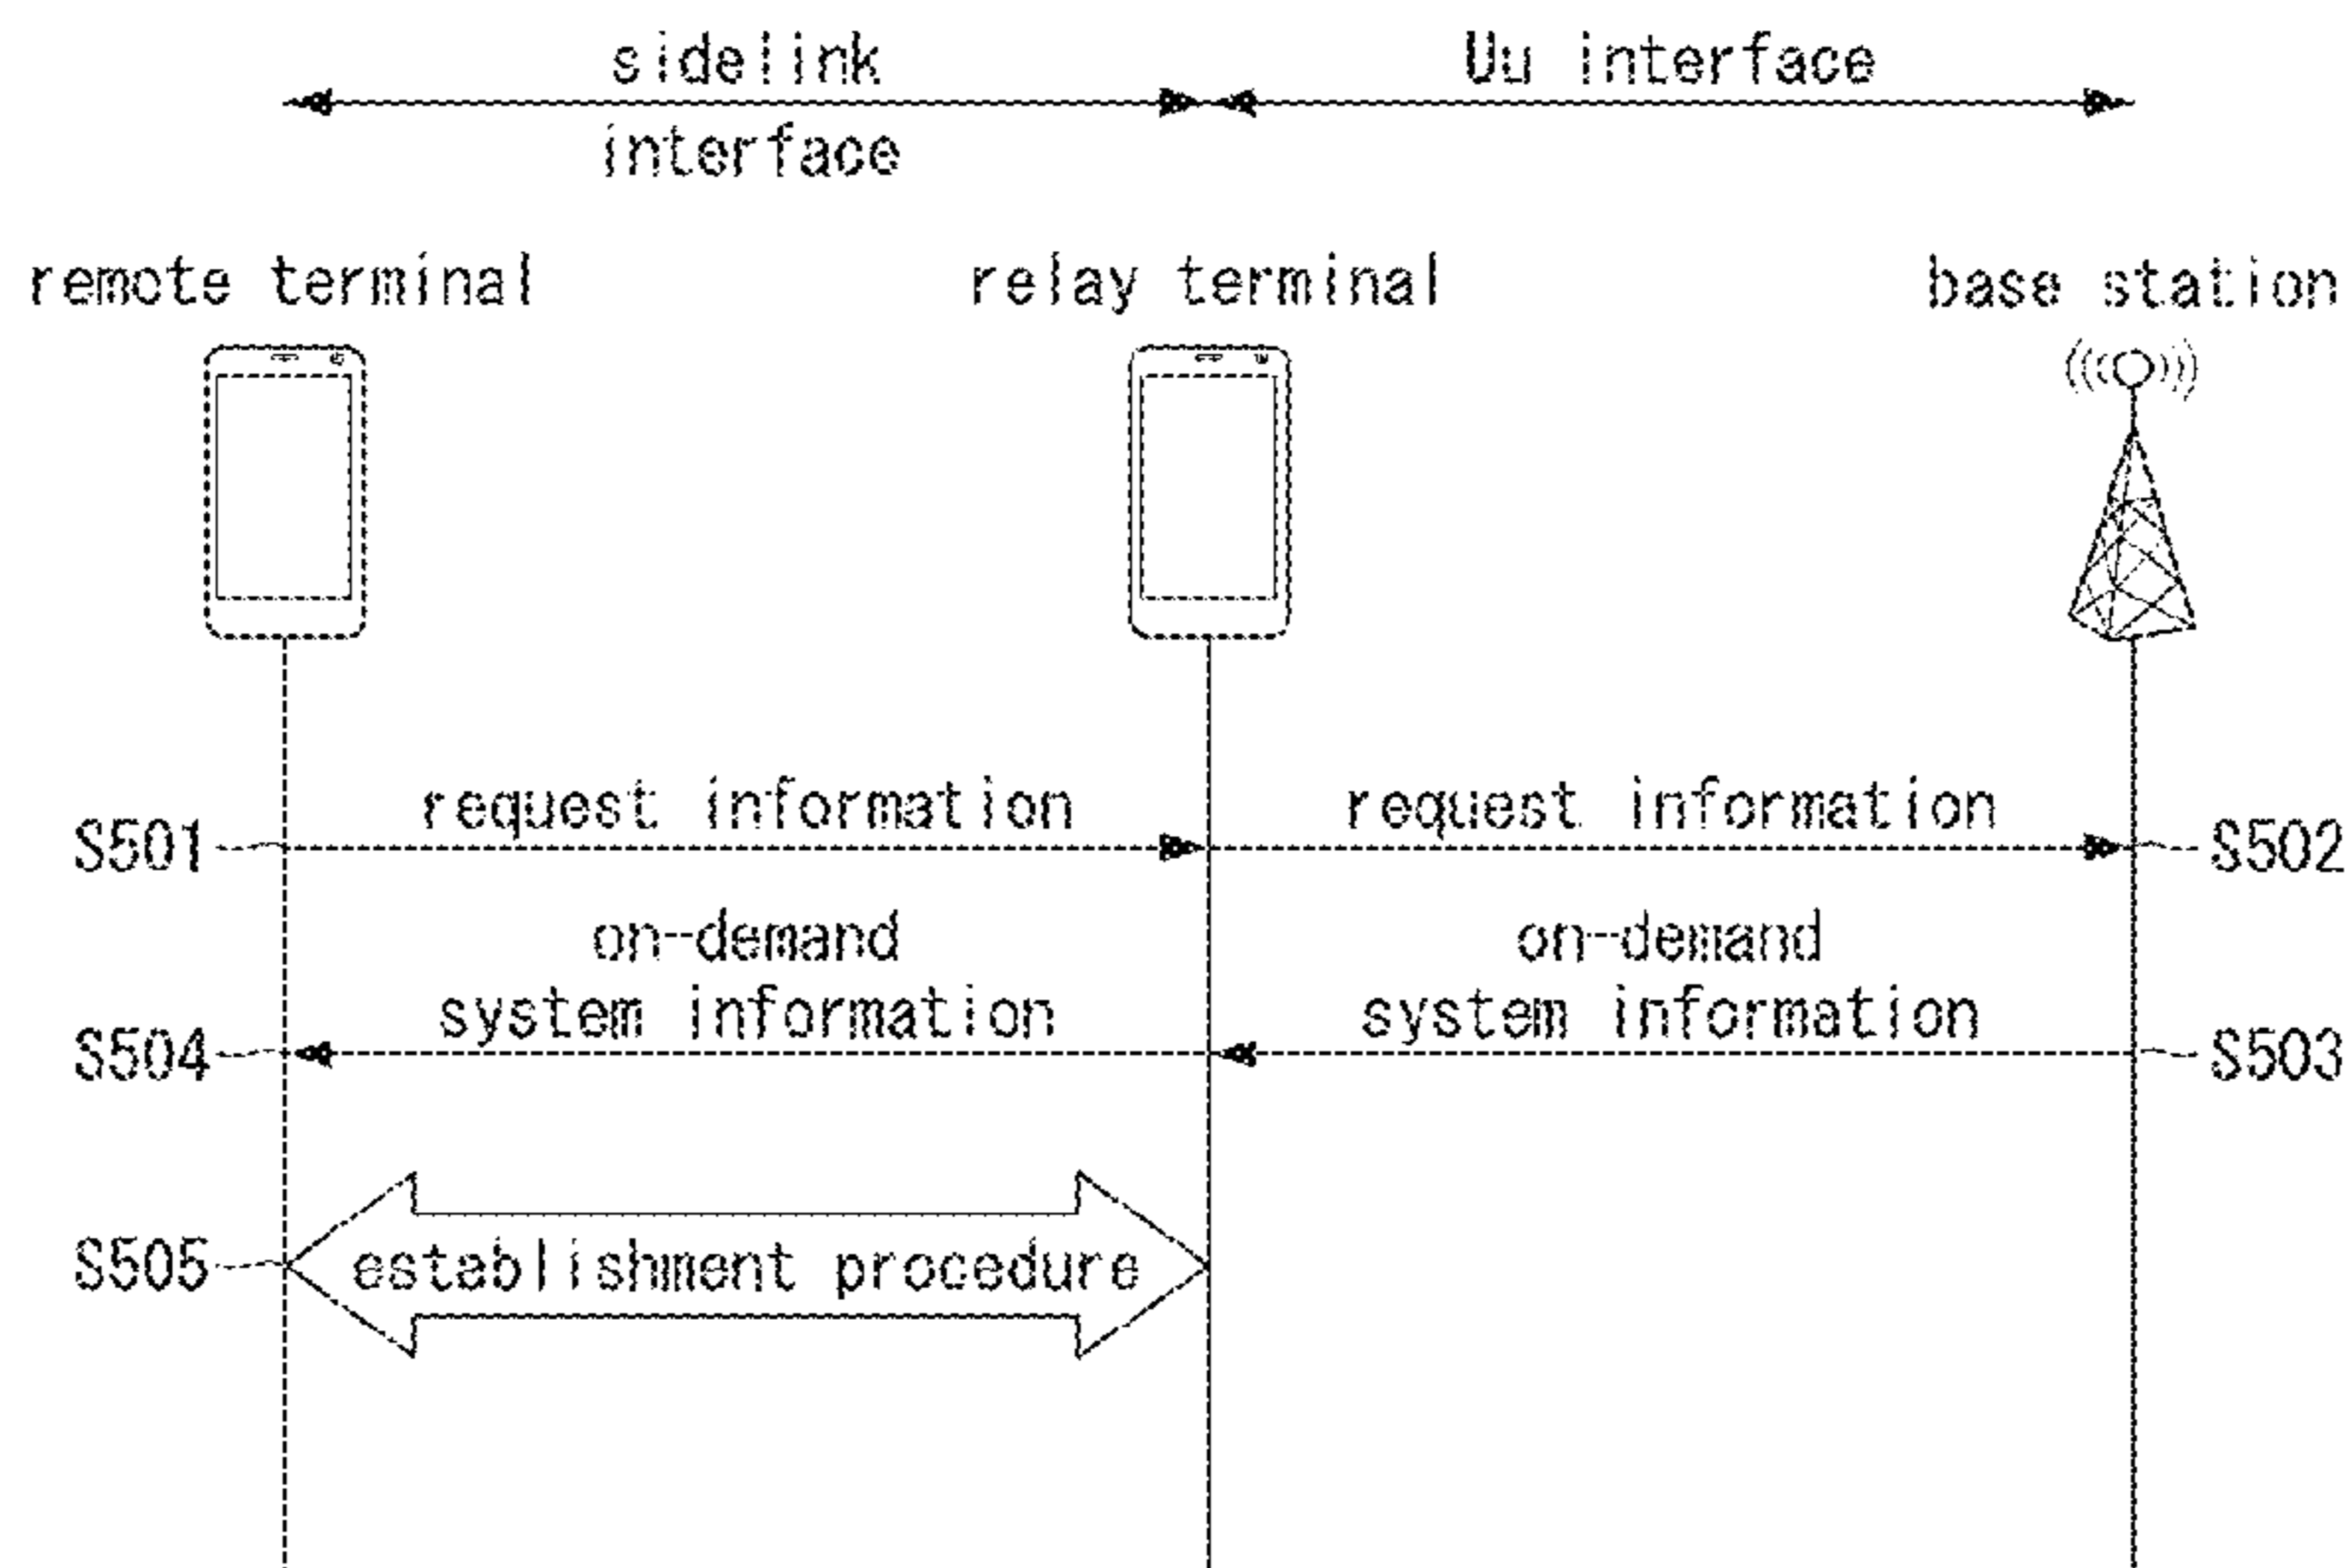 sidelink
interface
Uu interface
remote terminal
relay terminal
base station
S501
request information
request information
S502
on-demand
system information
on-demand
system information
S504
S503
S505
establishment procedure